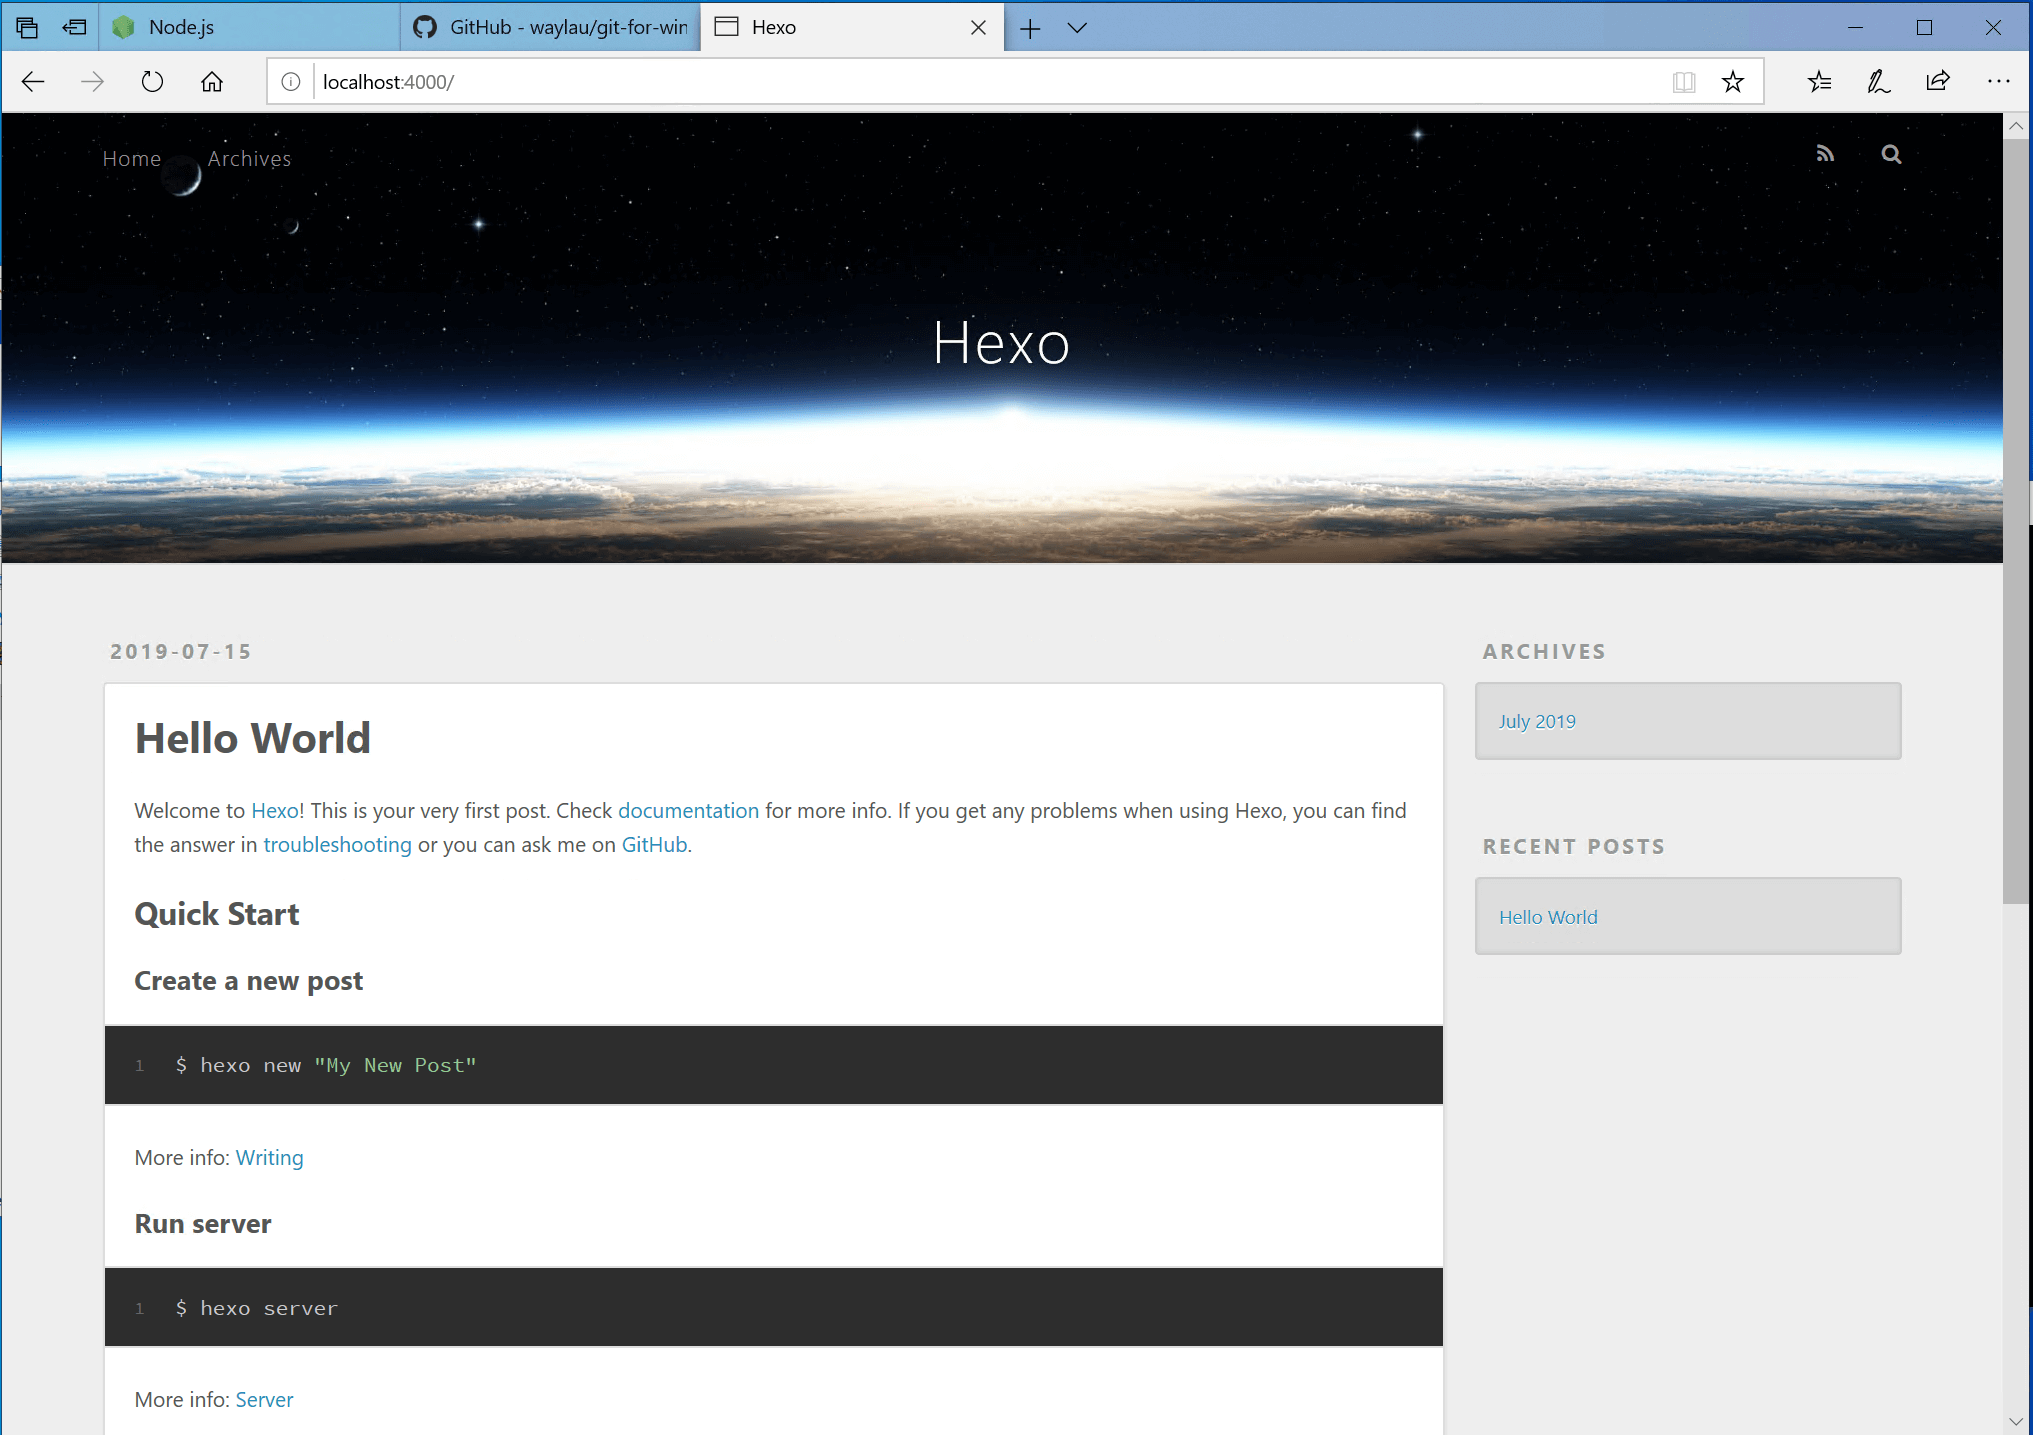 Node.js
GitHub - waylau/git-for-win
Hexo
localhost:4000/
Home Archives
Hexo
2019-07-15
Hello World
Welcome to Hexo! This is your very first post. Check documentation for more info. If you get any problems when using Hexo, you can find
the answer in troubleshooting or you can ask me on GitHub.
Quick Start
Create a new post
1 $ hexo new "My New Post"
More info: Writing
Run server
1 $ hexo server
More info: Server
ARCHIVES
July 2019
RECENT POSTS
Hello World